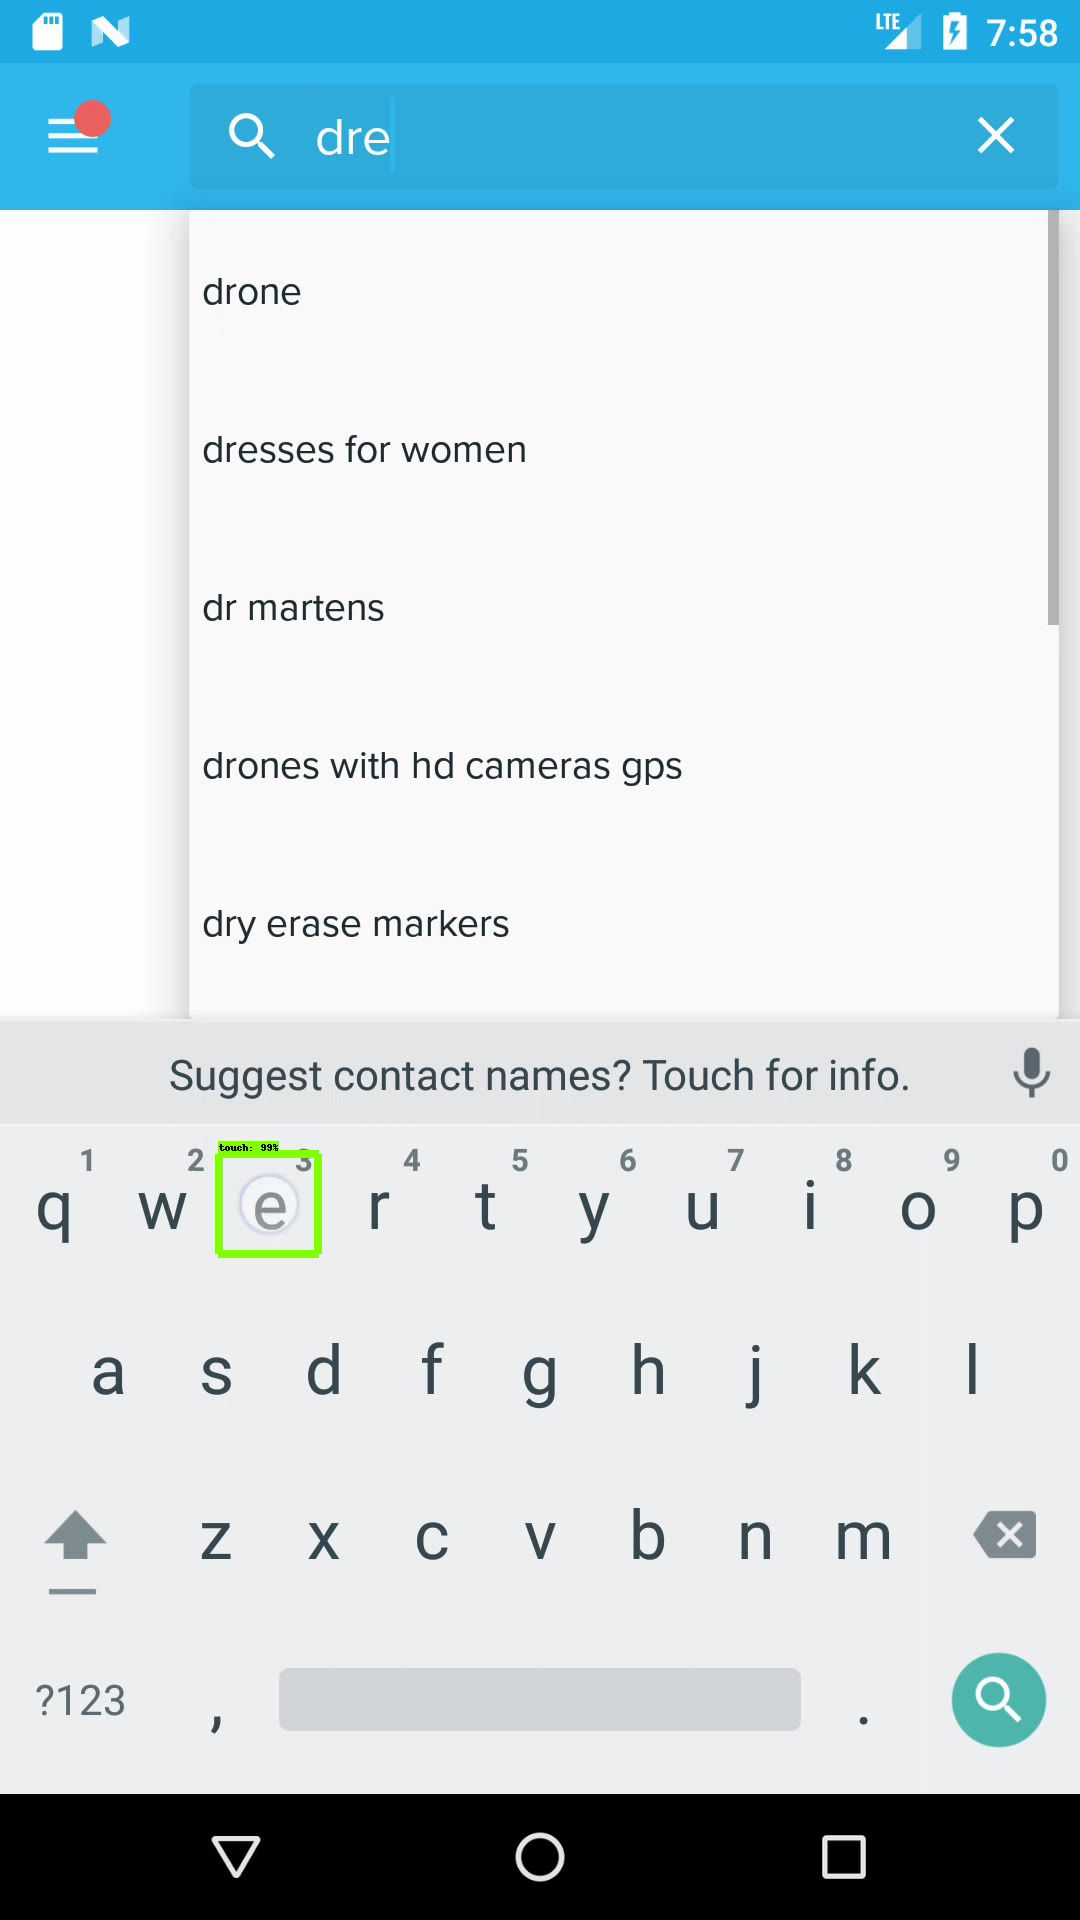 LTE 7:58
dre
drone
dresses for women
dr martens
drones with hd cameras gps
dry erase markers
Suggest contact names? Touch for info.
touch: 99%
1 2 3 4 5 6 7 8 9 0
q w e r t y u i o p
a s d f g h j k l
z x c v b n m
?123 , .